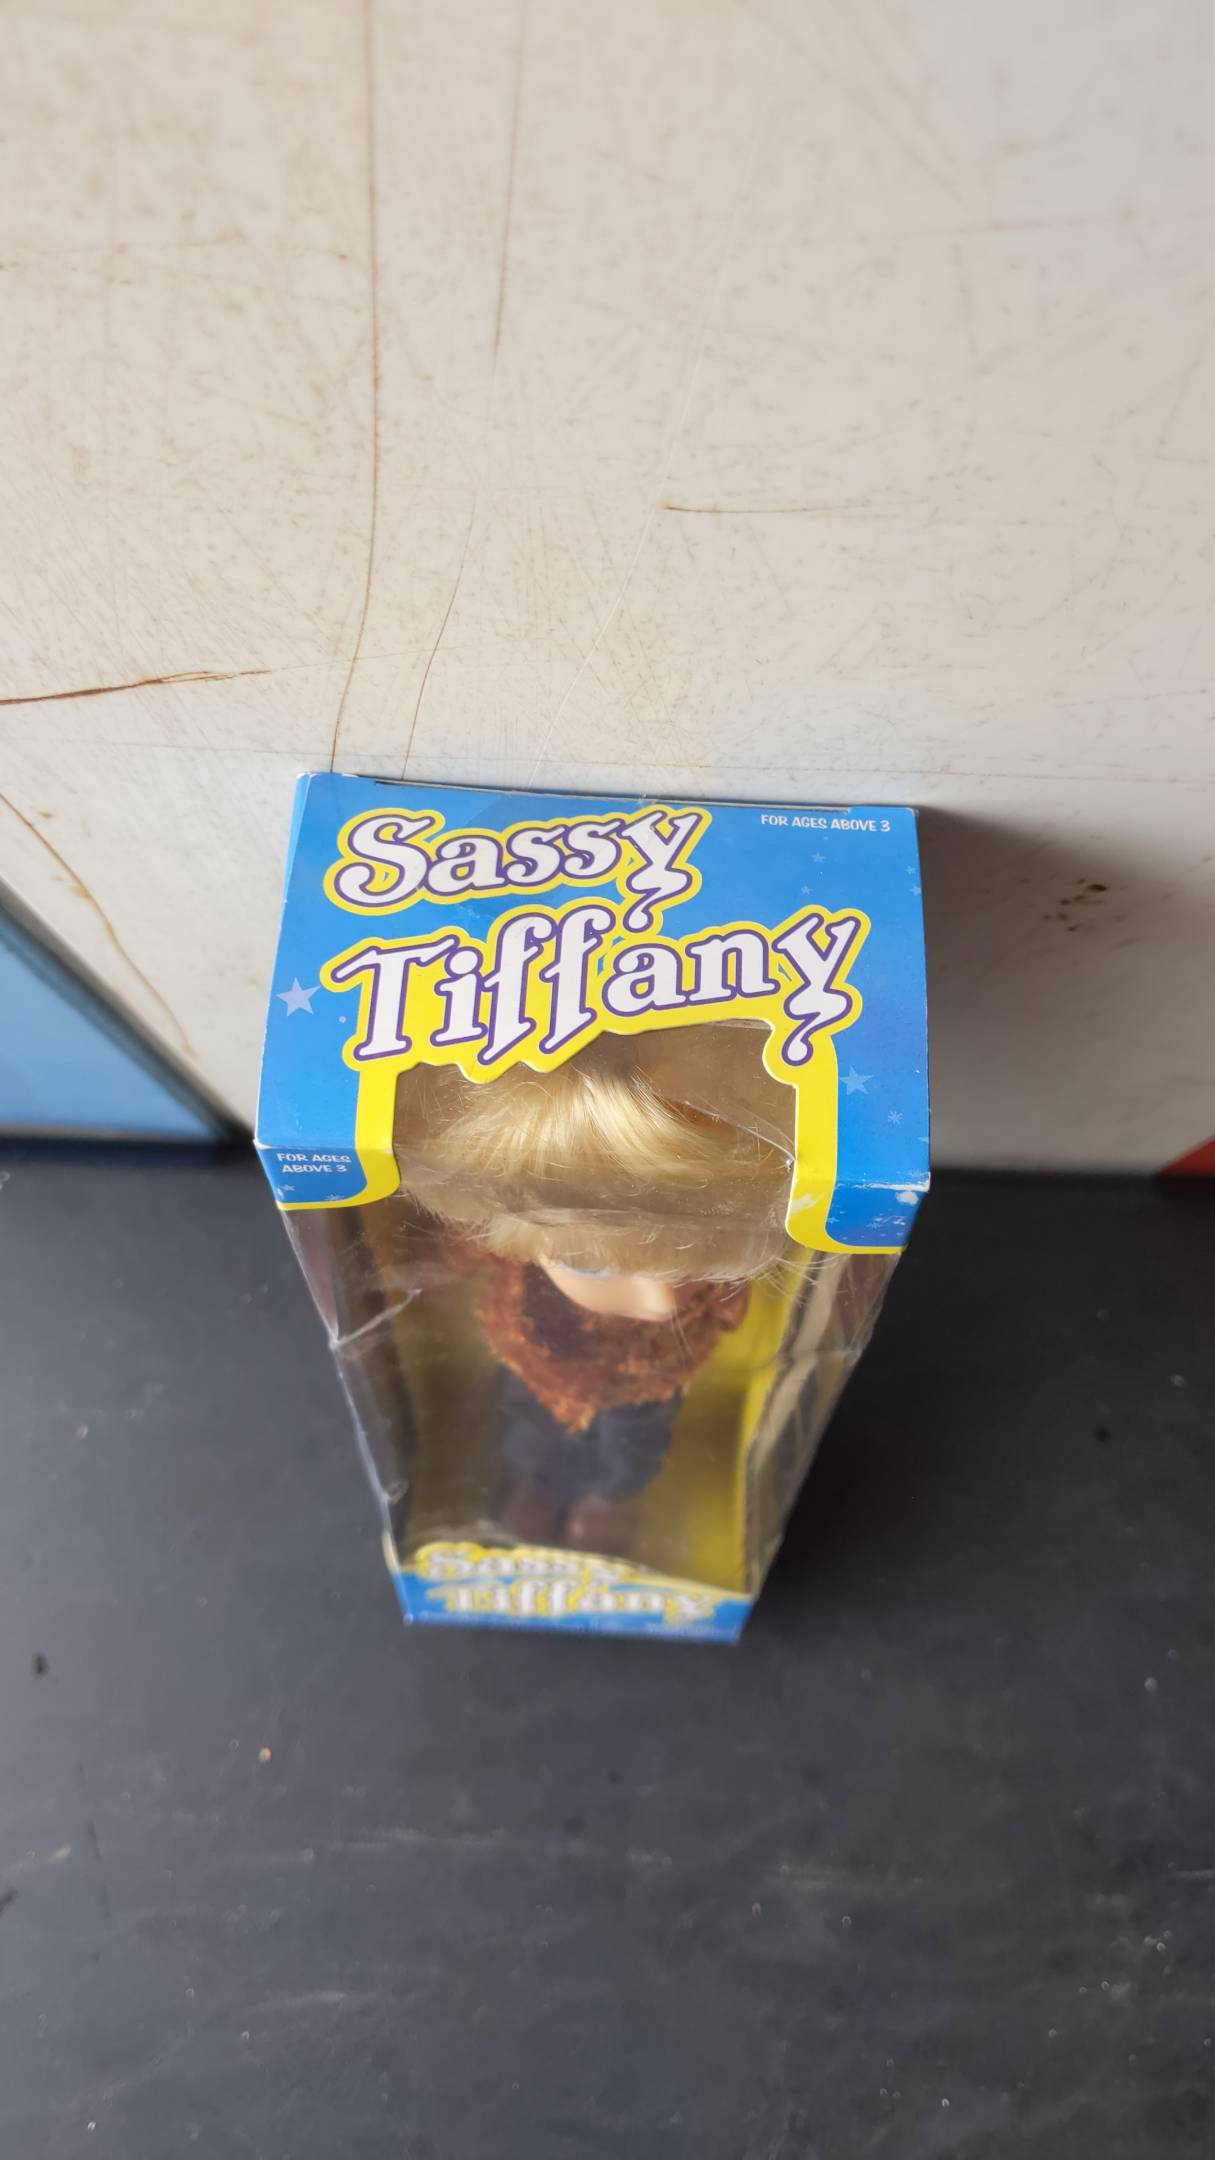 Sassy
Tiffany
FOR AGES ABOVE 3
FOR AGES
ABOVE 3
Sassy
Tiffany